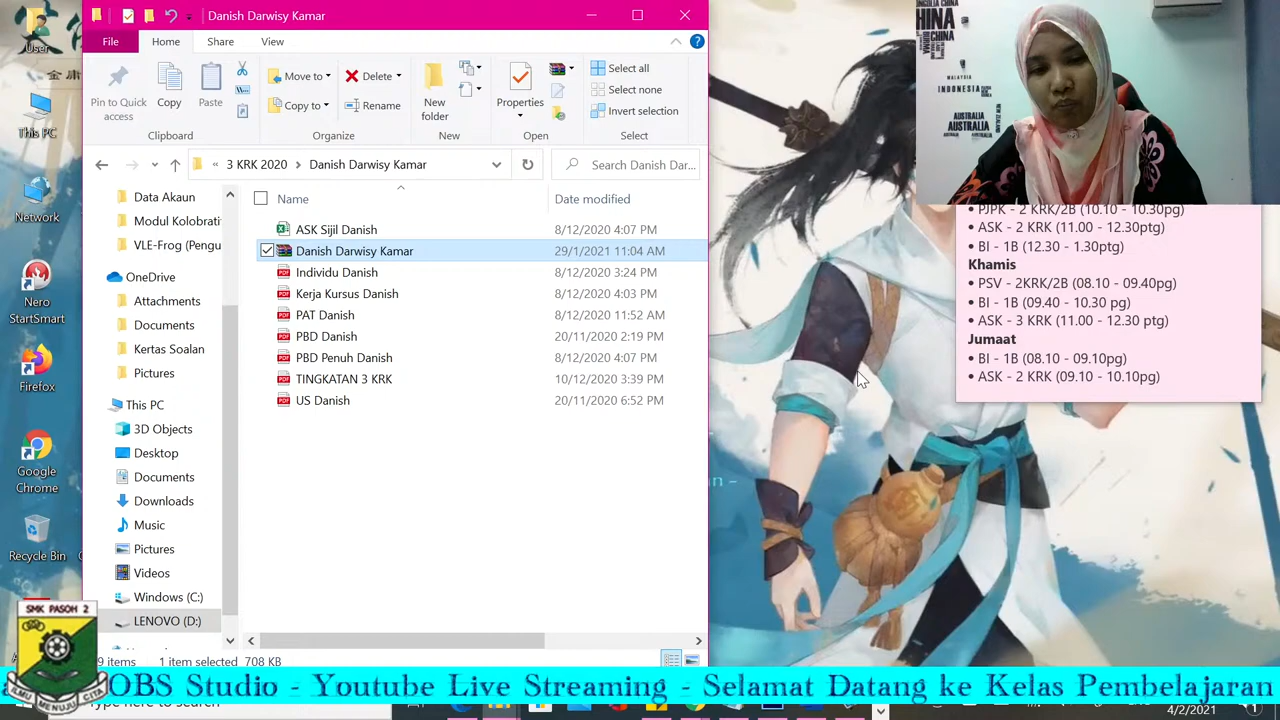 Danish Darwisy Kamar
File
Home
Share
View
Pin to Quick
access
Copy
Paste
Move to
Copy to
Delete
Rename
New
folder
Properties
Select all
Select none
Invert selection
Clipboard
Organize
New
Open
Select
« 3 KRK 2020 > Danish Darwisy Kamar
Search Danish Dar...
User
This PC
Network
Nero
StartSmart
Firefox
Google
Chrome
Recycle Bin
Data Akaun
Modul Kolobrati
VLE-Frog (Pengu
OneDrive
Attachments
Documents
Kertas Soalan
Pictures
This PC
3D Objects
Desktop
Documents
Downloads
Music
Pictures
Videos
Windows (C:)
LENOVO (D:)
Name Date modified
ASK Sijil Danish 8/12/2020 4:07 PM
Danish Darwisy Kamar 29/1/2021 11:04 AM
Individu Danish 8/12/2020 3:24 PM
Kerja Kursus Danish 8/12/2020 4:03 PM
PAT Danish 8/12/2020 11:52 AM
PBD Danish 20/11/2020 2:19 PM
PBD Penuh Danish 8/12/2020 4:07 PM
TINGKATAN 3 KRK 10/12/2020 3:39 PM
US Danish 20/11/2020 6:52 PM
9 items 1 item selected 708 KB
CHINA
MALAYSIA
INDONESIA
AUSTRALIA
AUSTRALIA
NEW ZEALAND
• PJPK - 2 KRK/2B (10.10 - 10.30pg)
• ASK - 2 KRK (11.00 - 12.30ptg)
• BI - 1B (12.30 - 1.30ptg)
Khamis
• PSV - 2KRK/2B (08.10 - 09.40pg)
• BI - 1B (09.40 - 10.30 pg)
• ASK - 3 KRK (11.00 - 12.30 ptg)
Jumaat
• BI - 1B (08.10 - 09.10pg)
• ASK - 2 KRK (09.10 - 10.10pg)
SMK PASOH 2
ILMU MENUJU CITA
OBS Studio - Youtube Live Streaming - Selamat Datang ke Kelas Pembelajaran
4/2/2021